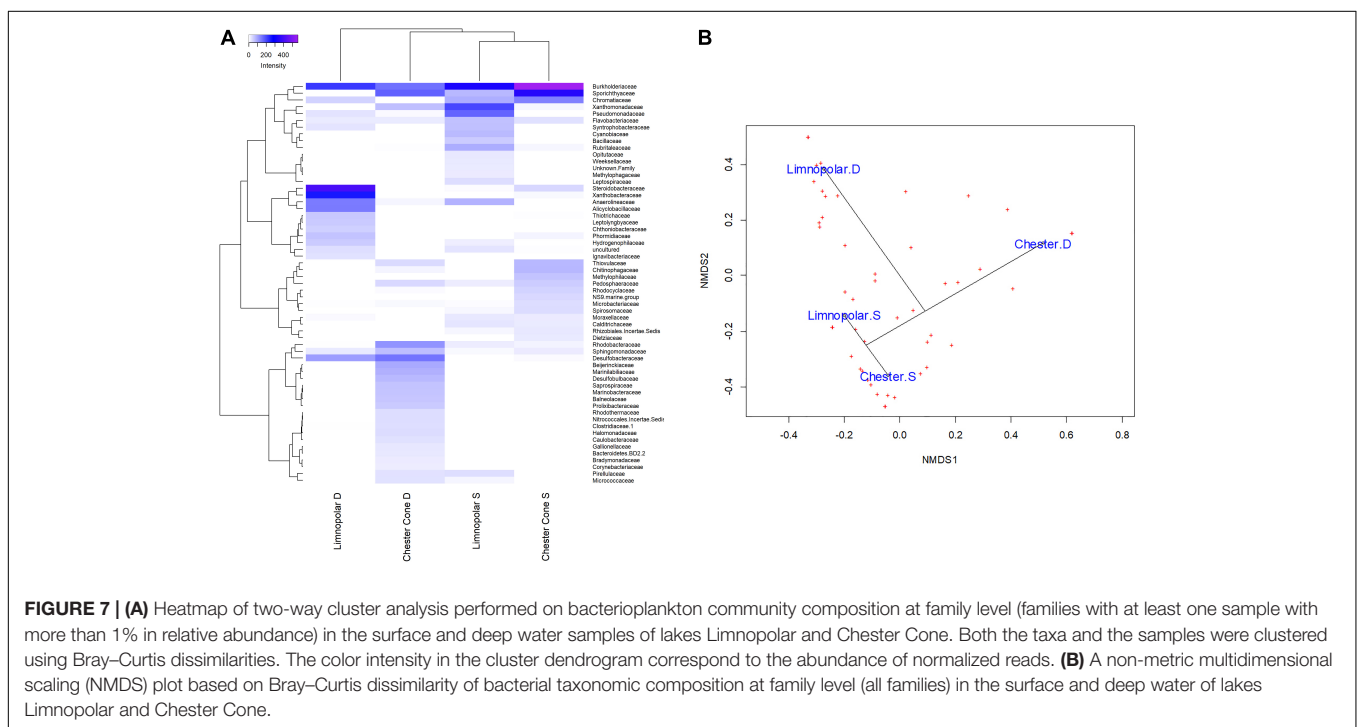 A
0 200 400
Intensity
Burkholderiaceae
Sporichthyaceae
Chromatiaceae
Xanthomonadaceae
Pseudomonadaceae
Flavobacteriaceae
Syntrophobacteraceae
Cyanobiaceae
Bacillaceae
Rubritaleaceae
Opitutaceae
Weeksellaceae
Unknown.Family
Methylophagaceae
Leptospiraceae
Steroidobacteraceae
Xanthobacteraceae
Anaerolineaceae
Alicyclobacillaceae
Thiotrichaceae
Leptolyngbyaceae
Chthoniobacteraceae
Phormidiaceae
Hydrogenophilaceae
uncultured
Ignavibacteriaceae
Thiovulaceae
Chitinophagaceae
Methylophilaceae
Pedosphaeraceae
Rhodocyclaceae
NS9.marine.group
Microbacteriaceae
Spirosomaceae
Moraxellaceae
Calditrichaceae
Rhizobiales.Incertae.Sedis
Dietziaceae
Rhodobacteraceae
Sphingomonadaceae
Desulfobacteraceae
Beijerinckiaceae
Marinilabiliaceae
Desulfobulbaceae
Saprospiraceae
Marinobacteraceae
Balneolaceae
Prolixibacteraceae
Rhodothermaceae
Nitrococcales.Incertae.Sedis
Clostridiaceae.1
Halomonadaceae
Caulobacteraceae
Gallionellaceae
Bacteroidetes.BD2.2
Bradymonadaceae
Corynebacteriaceae
Pirellulaceae
Micrococcaceae
Limnopolar D
Chester Cone D
Limnopolar S
Chester Cone S
B
NMDS2
0.4
0.2
0.0
-0.2
-0.4
Limnopolar.D
Chester.D
Limnopolar.S
Chester.S
-0.4 -0.2 0.0 0.2 0.4 0.6 0.8
NMDS1
FIGURE 7 | (A) Heatmap of two-way cluster analysis performed on bacterioplankton community composition at family level (families with at least one sample with
more than 1% in relative abundance) in the surface and deep water samples of lakes Limnopolar and Chester Cone. Both the taxa and the samples were clustered
using Bray–Curtis dissimilarities. The color intensity in the cluster dendrogram correspond to the abundance of normalized reads. (B) A non-metric multidimensional
scaling (NMDS) plot based on Bray–Curtis dissimilarity of bacterial taxonomic composition at family level (all families) in the surface and deep water of lakes
Limnopolar and Chester Cone.